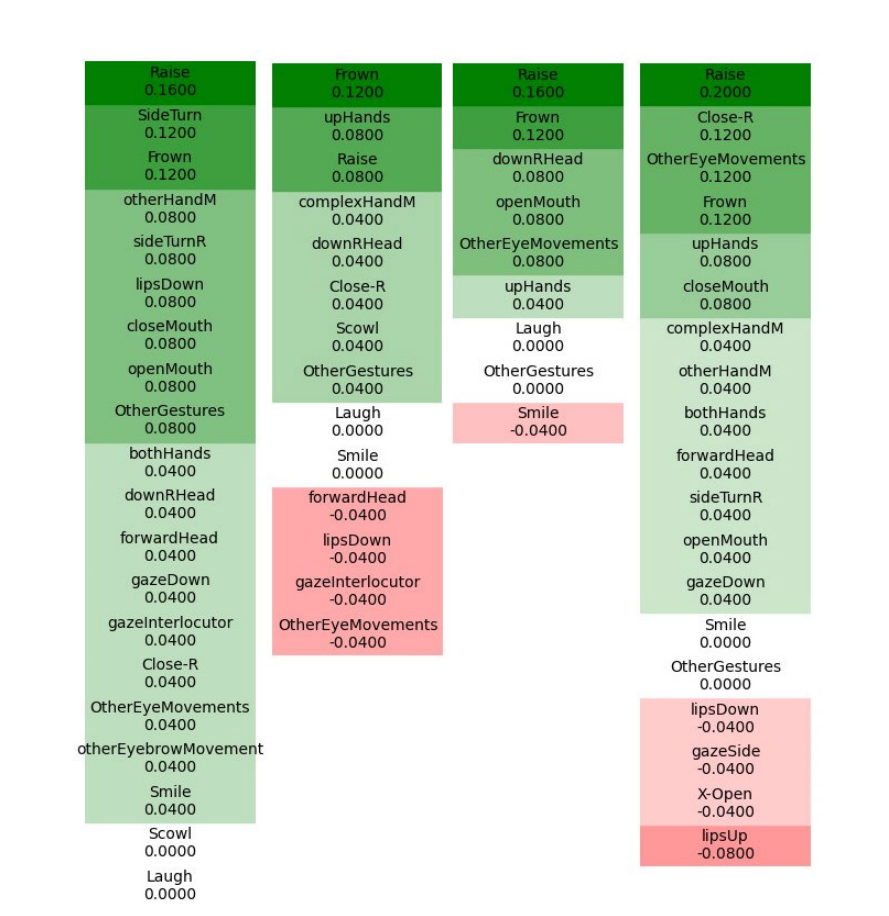 Raise
0.1600
SideTurn
0.1200
Frown
0.1200
otherHandM
0.0800
sideTurnR
0.0800
lipsDown
0.0800
closeMouth
0.0800
openMouth
0.0800
OtherGestures
0.0800
bothHands
0.0400
downRHead
0.0400
forwardHead
0.0400
gazeDown
0.0400
gazeInterlocutor
0.0400
Close-R
0.0400
OtherEyeMovements
0.0400
otherEyebrowMovement
0.0400
Smile
0.0400
Scowl
0.0000
Laugh
0.0000
Frown
0.1200
upHands
0.0800
Raise
0.0800
complexHandM
0.0400
downRHead
0.0400
Close-R
0.0400
Scowl
0.0400
OtherGestures
0.0400
Laugh
0.0000
Smile
0.0000
forwardHead
-0.0400
lipsDown
-0.0400
gazeInterlocutor
-0.0400
OtherEyeMovements
-0.0400
Raise
0.1600
Frown
0.1200
downRHead
0.0800
openMouth
0.0800
OtherEyeMovements
0.0800
upHands
0.0400
Laugh
0.0000
OtherGestures
0.0000
Smile
-0.0400
Raise
0.2000
Close-R
0.1200
OtherEyeMovements
0.1200
Frown
0.1200
upHands
0.0800
closeMouth
0.0800
complexHandM
0.0400
otherHandM
0.0400
bothHands
0.0400
forwardHead
0.0400
sideTurnR
0.0400
openMouth
0.0400
gazeDown
0.0400
Smile
0.0000
OtherGestures
0.0000
lipsDown
-0.0400
gazeSide
-0.0400
X-Open
-0.0400
lipsUp
-0.0800